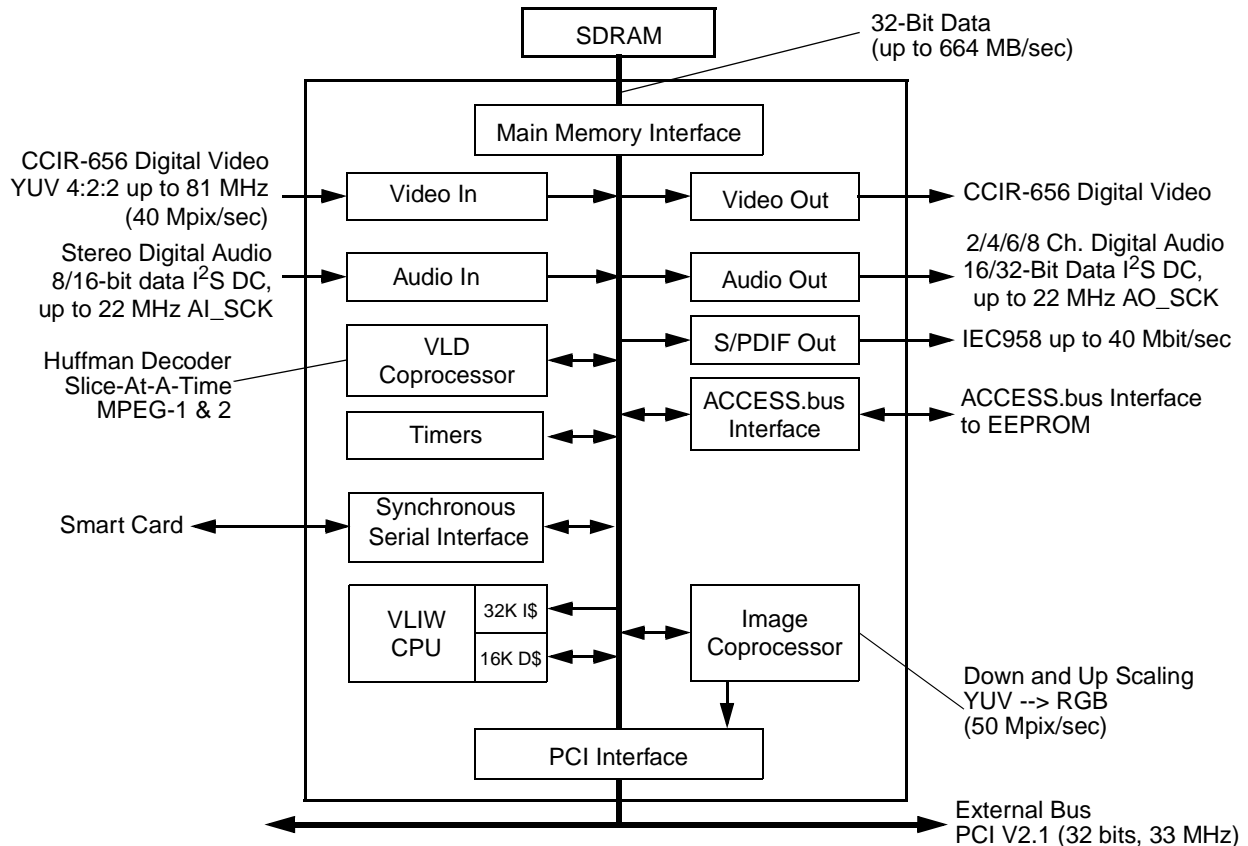 SDRAM
32-Bit Data
(up to 664 MB/sec)
Main Memory Interface
CCIR-656 Digital Video
YUV 4:2:2 up to 81 MHz
(40 Mpix/sec)
Video In
Video Out
CCIR-656 Digital Video
Stereo Digital Audio
8/16-bit data I²S DC,
up to 22 MHz AI_SCK
Audio In
Audio Out
2/4/6/8 Ch. Digital Audio
16/32-Bit Data I²S DC,
up to 22 MHz AO_SCK
Huffman Decoder
Slice-At-A-Time
MPEG-1 & 2
VLD
Coprocessor
S/PDIF Out
IEC958 up to 40 Mbit/sec
Timers
ACCESS.bus
Interface
ACCESS.bus Interface
to EEPROM
Smart Card
Synchronous
Serial Interface
VLIW
CPU
32K I$
16K D$
Image
Coprocessor
Down and Up Scaling
YUV --> RGB
(50 Mpix/sec)
PCI Interface
External Bus
PCI V2.1 (32 bits, 33 MHz)